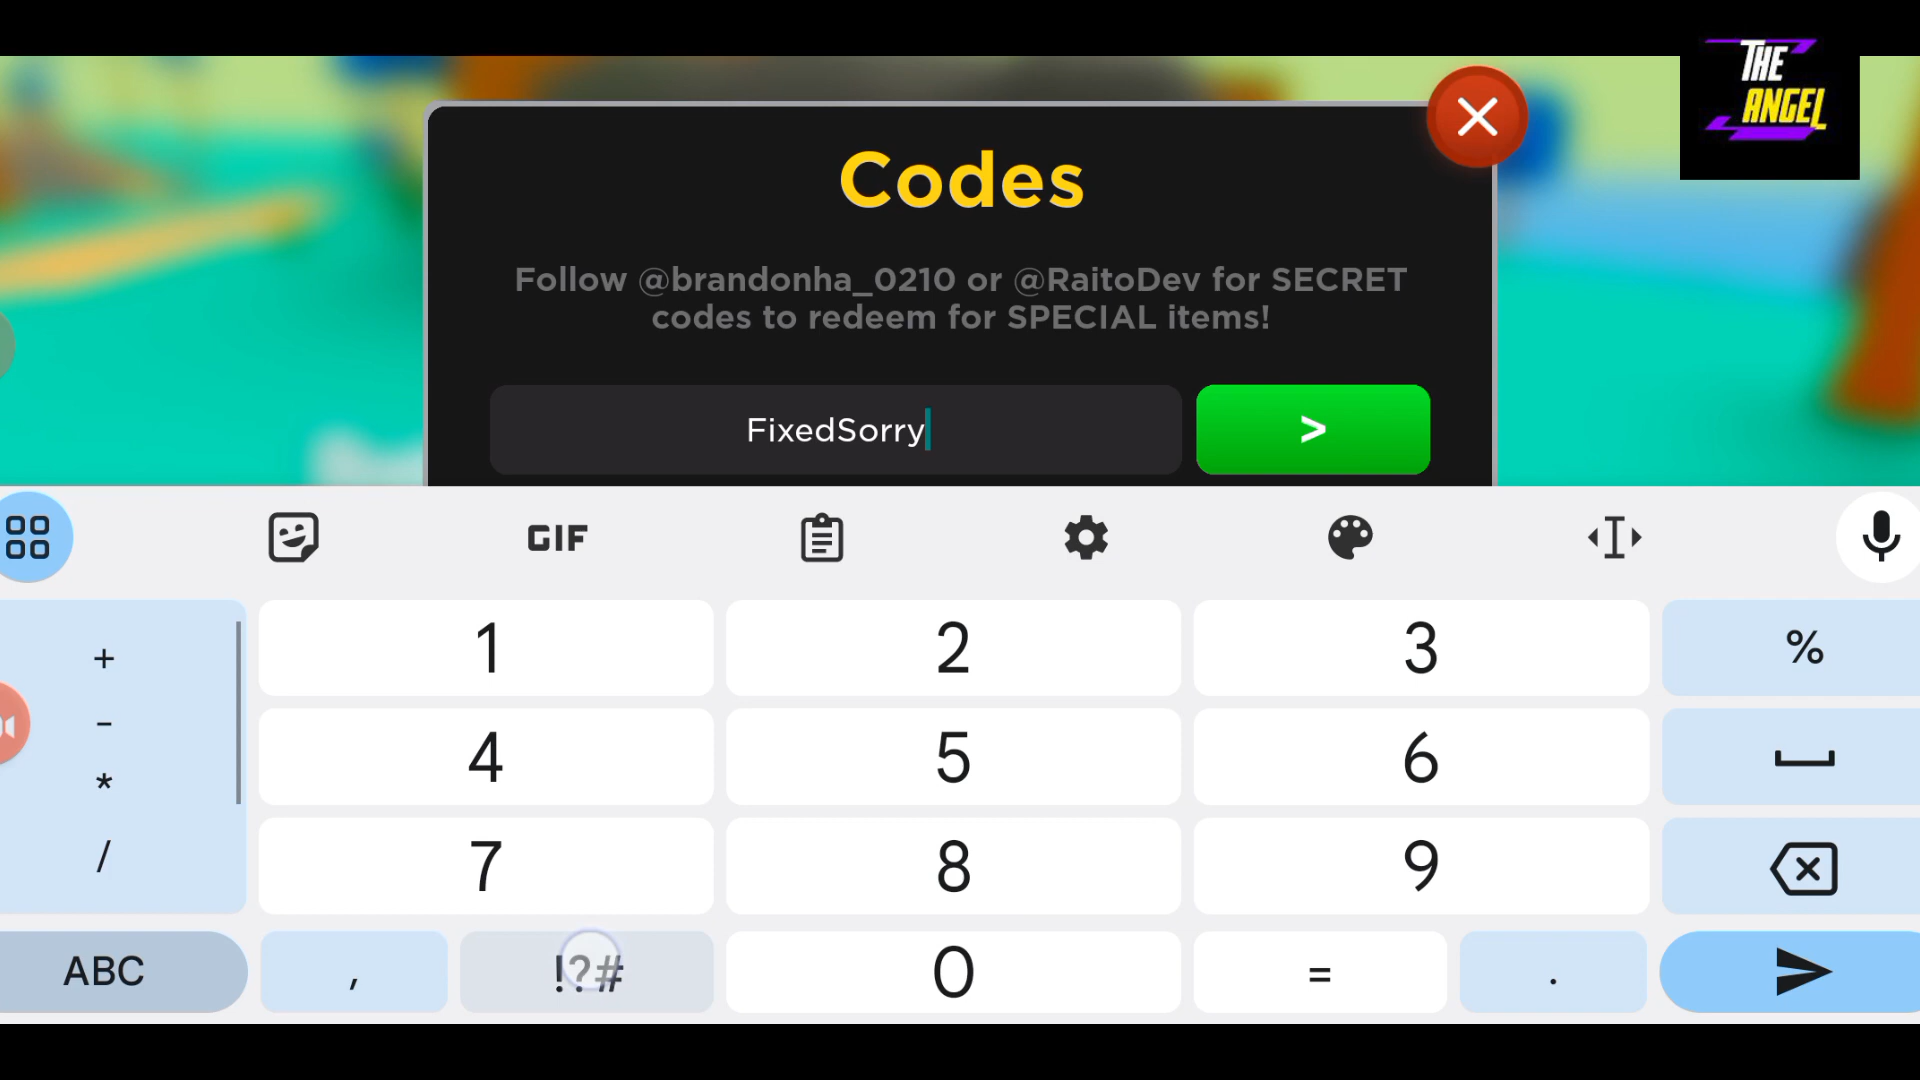 THE
ANGEL
Codes
Follow @brandonha_0210 or @RaitoDev for SECRET
codes to redeem for SPECIAL items!
FixedSorry
>
GIF
+
1
2
3
%
-
4
5
6
*
/
7
8
9
ABC
,
!?#
0
=
.